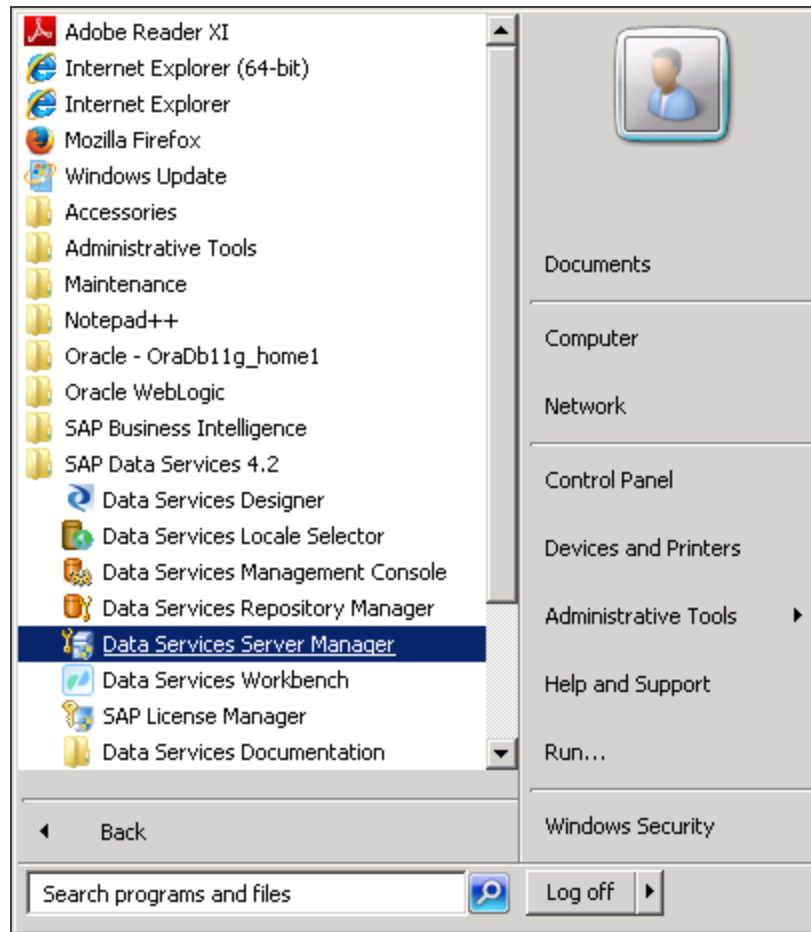 Adobe Reader XI
Internet Explorer (64-bit)
Internet Explorer
Mozilla Firefox
Windows Update
Accessories
Administrative Tools
Maintenance
Notepad++
Oracle - OraDb11g_home1
Oracle WebLogic
SAP Business Intelligence
SAP Data Services 4.2
Data Services Designer
Data Services Locale Selector
Data Services Management Console
Data Services Repository Manager
Data Services Server Manager
Data Services Workbench
SAP License Manager
Data Services Documentation
Back
Search programs and files
Documents
Computer
Network
Control Panel
Devices and Printers
Administrative Tools
Help and Support
Run...
Windows Security
Log off